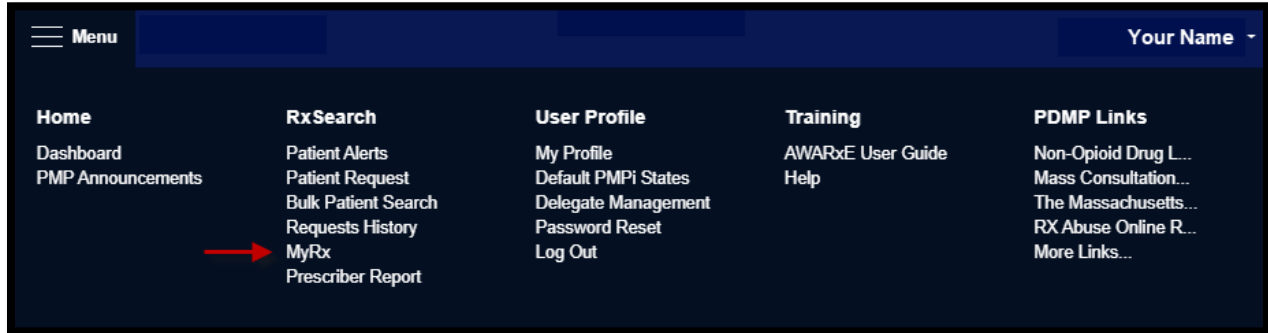 Menu
Your Name
Home
Dashboard
PMP Announcements
RxSearch
Patient Alerts
Patient Request
Bulk Patient Search
Requests History
MyRx
Prescriber Report
User Profile
My Profile
Default PMPi States
Delegate Management
Password Reset
Log Out
Training
AWARxE User Guide
Help
PDMP Links
Non-Opioid Drug L...
Mass Consultation...
The Massachusetts...
RX Abuse Online R...
More Links...